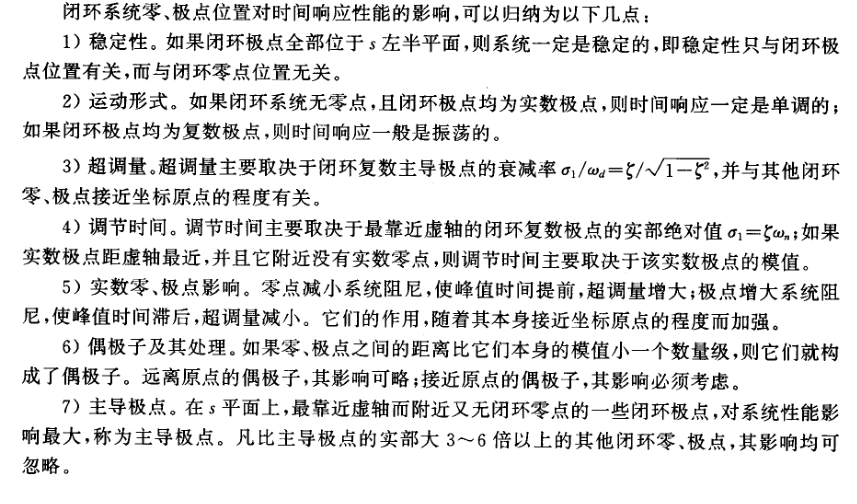 闭环系统零、极点位置对时间响应性能的影响,可以归纳为以下几点:
1) 稳定性。如果闭环极点全部位于 s 左半平面,则系统一定是稳定的,即稳定性只与闭环极
点位置有关,而与闭环零点位置无关。
2) 运动形式。如果闭环系统无零点,且闭环极点均为实数极点,则时间响应一定是单调的;
如果闭环极点均为复数极点,则时间响应一般是振荡的。
3) 超调量。超调量主要取决于闭环复数主导极点的衰减率 σ₁/ω_d=ζ/√(1-ζ²),并与其他闭环
零、极点接近坐标原点的程度有关。
4) 调节时间。调节时间主要取决于最靠近虚轴的闭环复数极点的实部绝对值 σ₁=ζω_n;如果
实数极点距虚轴最近,并且它附近没有实数零点,则调节时间主要取决于该实数极点的模值。
5) 实数零、极点影响。零点减小系统阻尼,使峰值时间提前,超调量增大;极点增大系统阻
尼,使峰值时间滞后,超调量减小。它们的作用,随着其本身接近坐标原点的程度而加强。
6) 偶极子及其处理。如果零、极点之间的距离比它们本身的模值小一个数量级,则它们就构
成了偶极子。远离原点的偶极子,其影响可略;接近原点的偶极子,其影响必须考虑。
7) 主导极点。在 s 平面上,最靠近虚轴而附近又无闭环零点的一些闭环极点,对系统性能影
响最大,称为主导极点。凡比主导极点的实部大 3~6 倍以上的其他闭环零、极点,其影响均可
忽略。